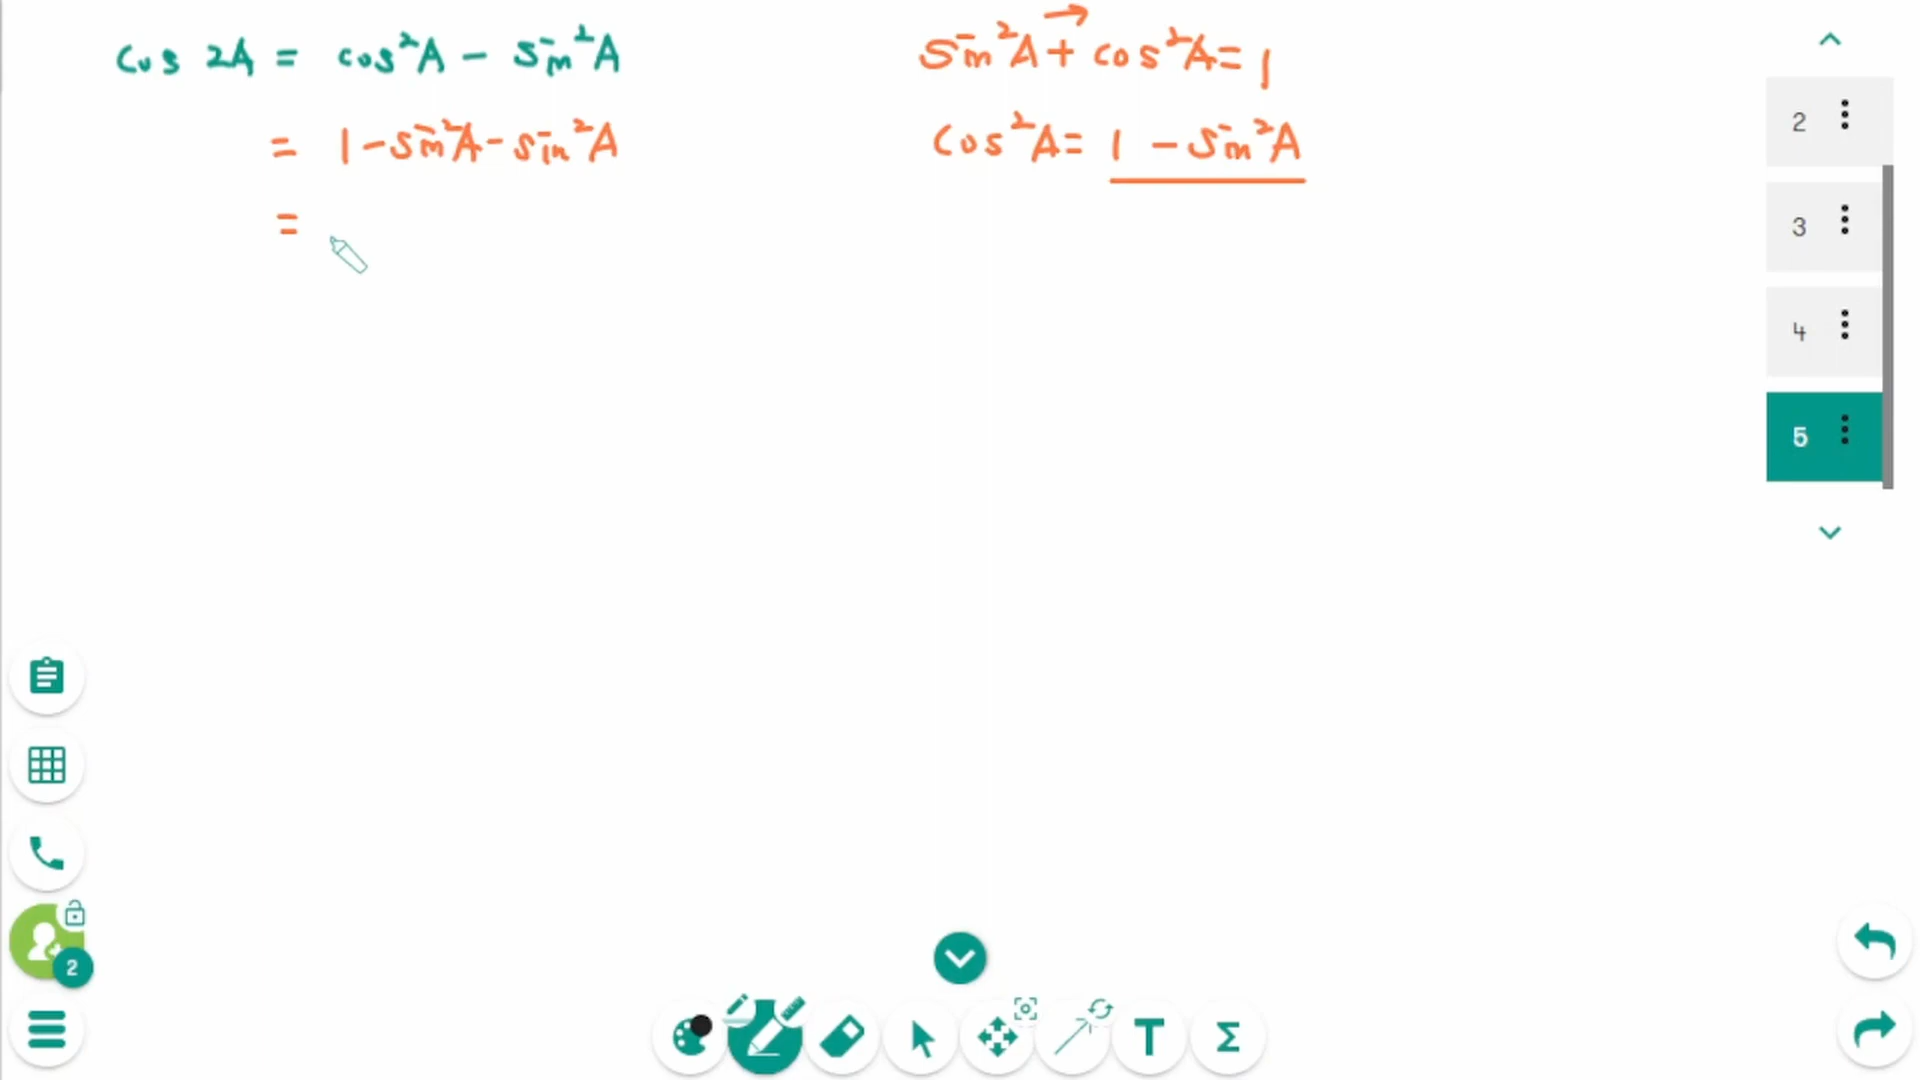 cos 2A = cos²A - sin²A
= 1 - sin²A - sin²A
=
sin²A + cos²A = 1
cos²A = 1 - sin²A
2
3
4
5
2
T
Σ